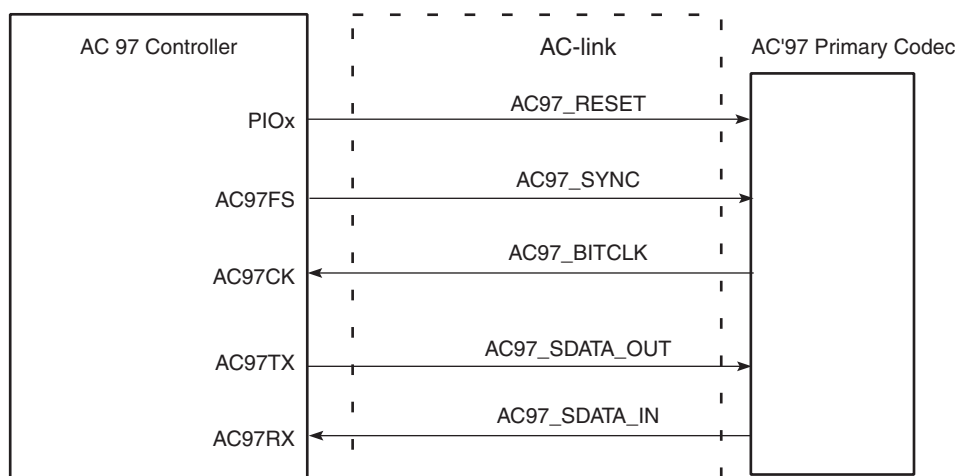 AC 97 Controller
AC-link
AC'97 Primary Codec
PIOx
AC97_RESET
AC97FS
AC97_SYNC
AC97CK
AC97_BITCLK
AC97TX
AC97_SDATA_OUT
AC97RX
AC97_SDATA_IN